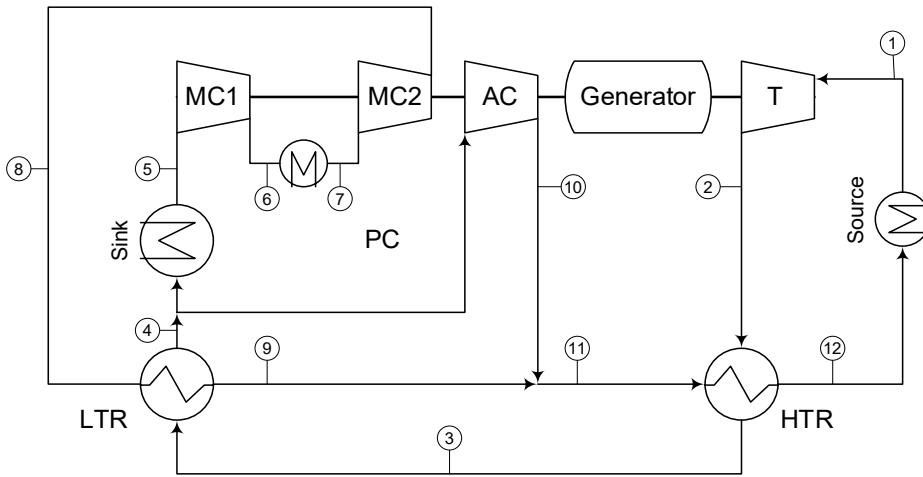 1
MC1
MC2
AC
Generator
T
8
5
6
7
10
2
Sink
PC
Source
4
9
11
12
LTR
HTR
3